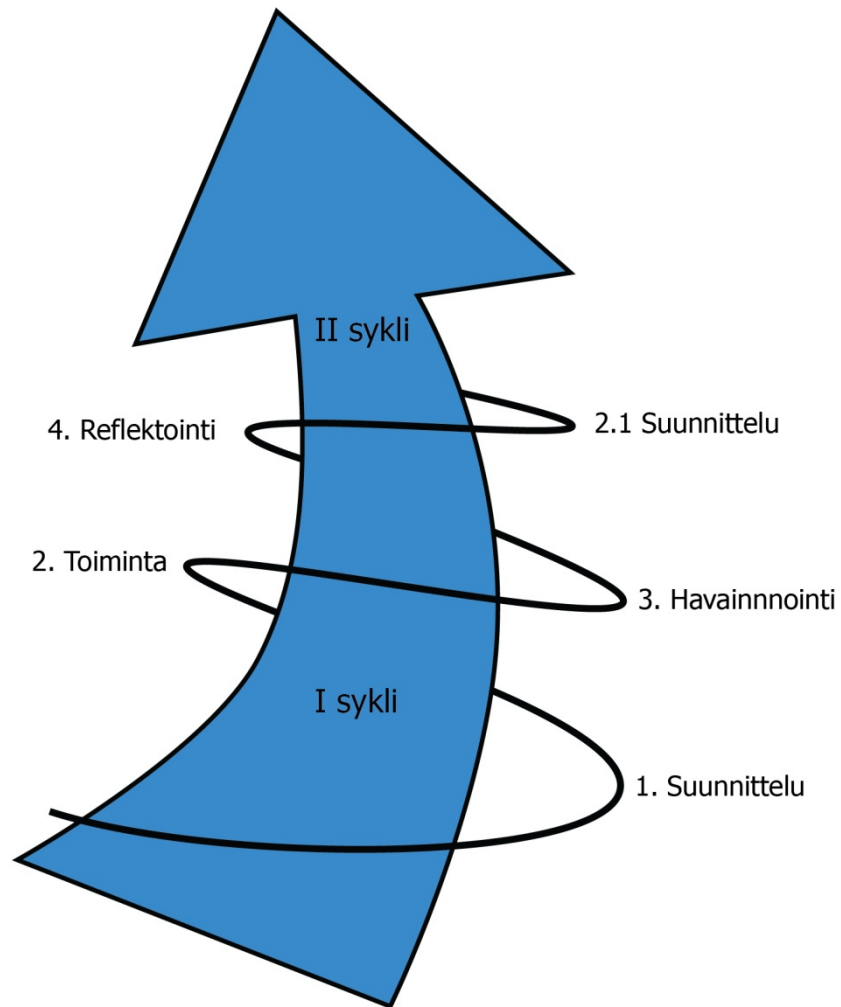 II sykli
4. Reflektointi
2.1 Suunnittelu
2. Toiminta
3. Havainnnointi
I sykli
1. Suunnittelu